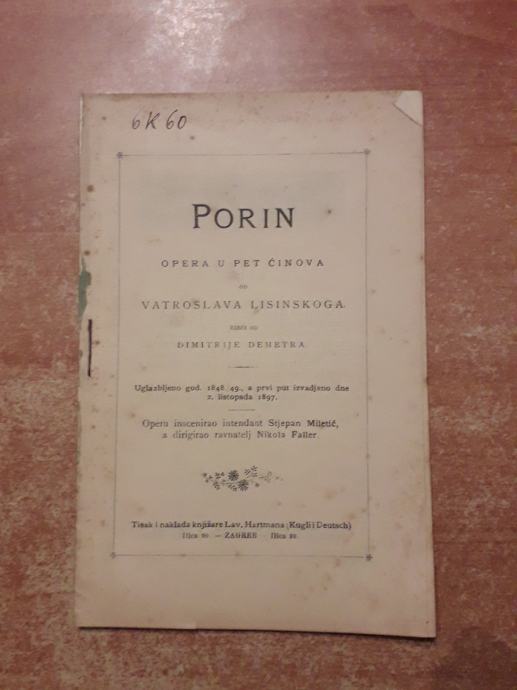 6K60
PORIN
OPERA U PET ČINOVA
OD
VATROSLAVA LISINSKOGA.
RIEČI OD
DIMITRIJE DEMETRA.
Uglazbljeno god. 1848/49., a prvi put izvadjeno dne
2. listopada 1897.
Operu inscenirao intendant Stjepan Miletić,
a dirigirao ravnatelj Nikola Faller.
Tisak i naklada knjižare Lav. Hartmana (Kugli i Deutsch)
Ilica 30. — ZAGREB — Ilica 30.